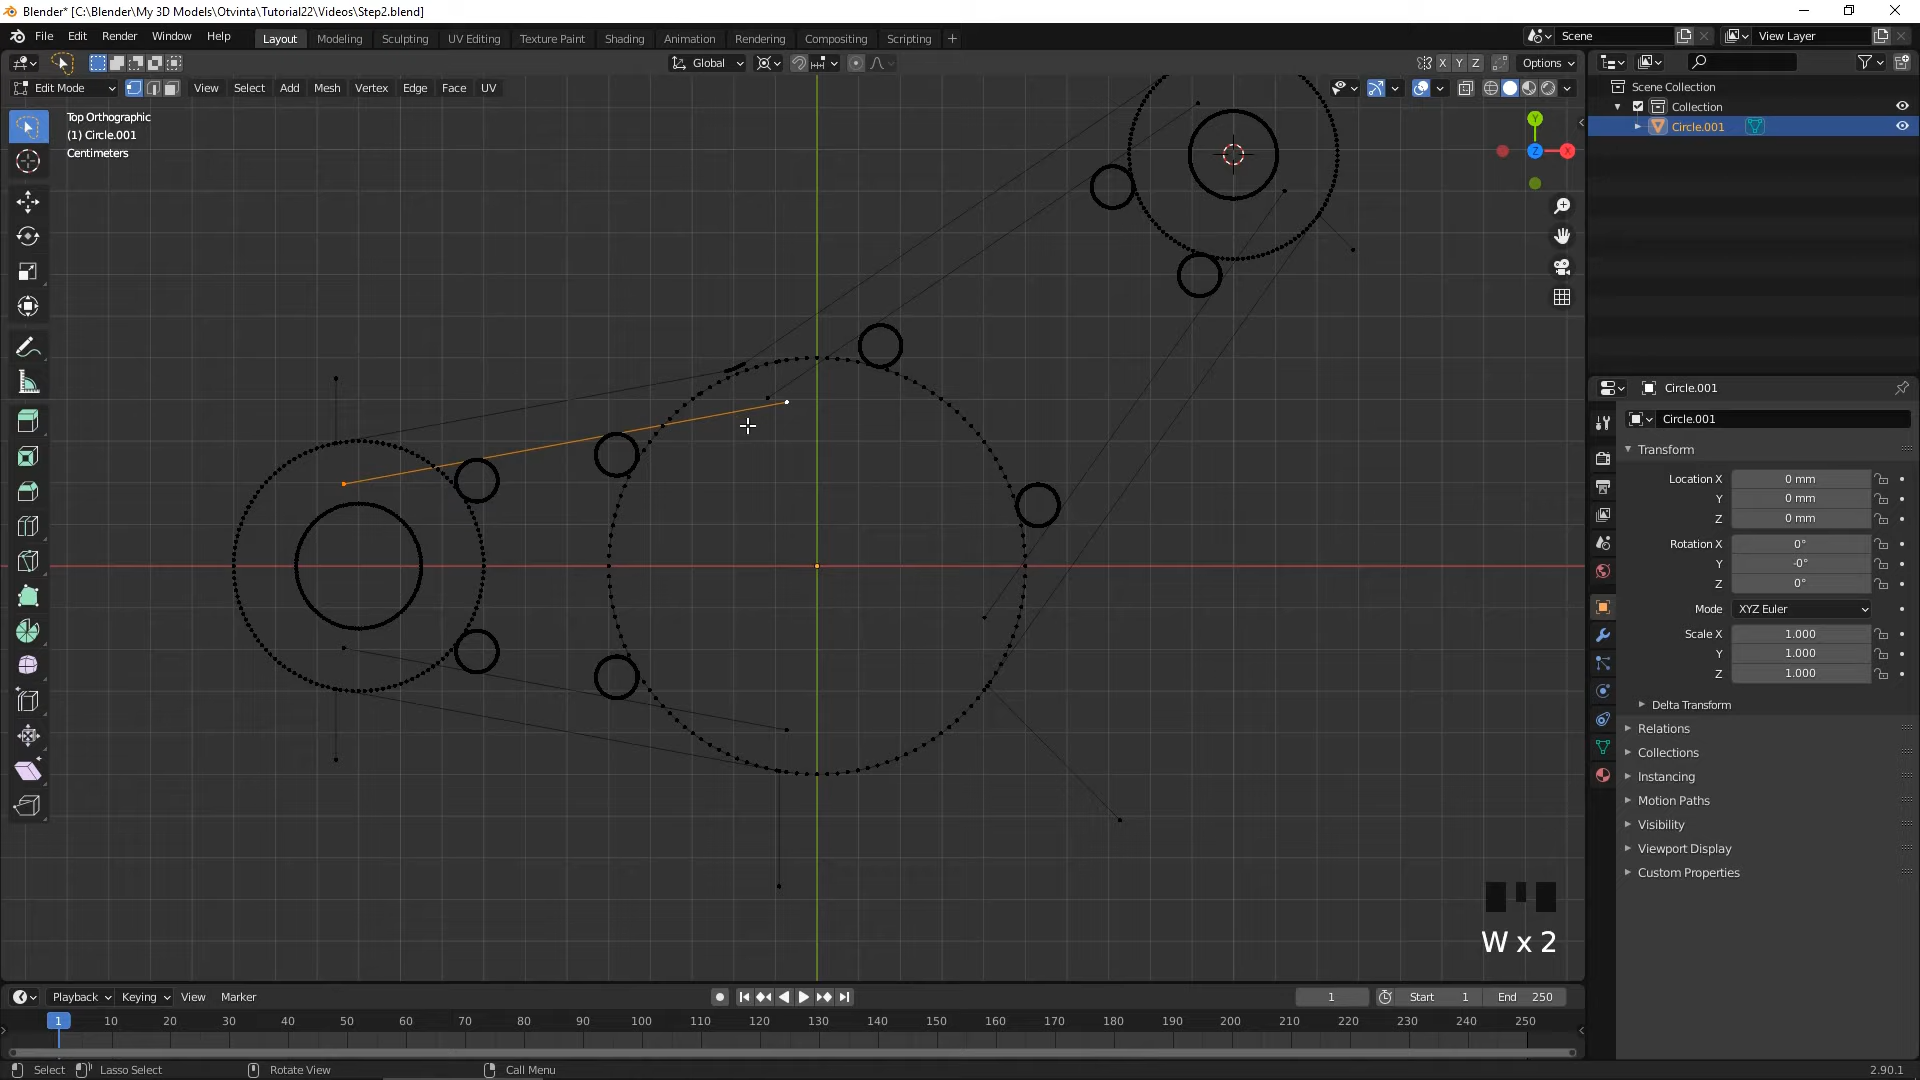 Blender* [C:\Blender\My 3D Models\Otvinta\Tutorial22\Videos\Step2.blend]
File Edit Render Window Help Layout Modeling Sculpting UV Editing Texture Paint Shading Animation Rendering Compositing Scripting + Scene View Layer
Global X Y Z Options
Edit Mode View Select Add Mesh Vertex Edge Face UV
Top Orthographic
(1) Circle.001
Centimeters
Y
Z X
Scene Collection
Collection
Circle.001
Circle.001
Circle.001
Transform
Location X 0 mm
Y 0 mm
Z 0 mm
Rotation X 0°
Y -0°
Z 0°
Mode XYZ Euler
Scale X 1.000
Y 1.000
Z 1.000
Delta Transform
Relations
Collections
Instancing
Motion Paths
Visibility
Viewport Display
Custom Properties
W x 2
Playback Keying View Marker 1 Start 1 End 250
1 10 20 30 40 50 60 70 80 90 100 110 120 130 140 150 160 170 180 190 200 210 220 230 240 250
Select Lasso Select Rotate View Call Menu 2.90.1